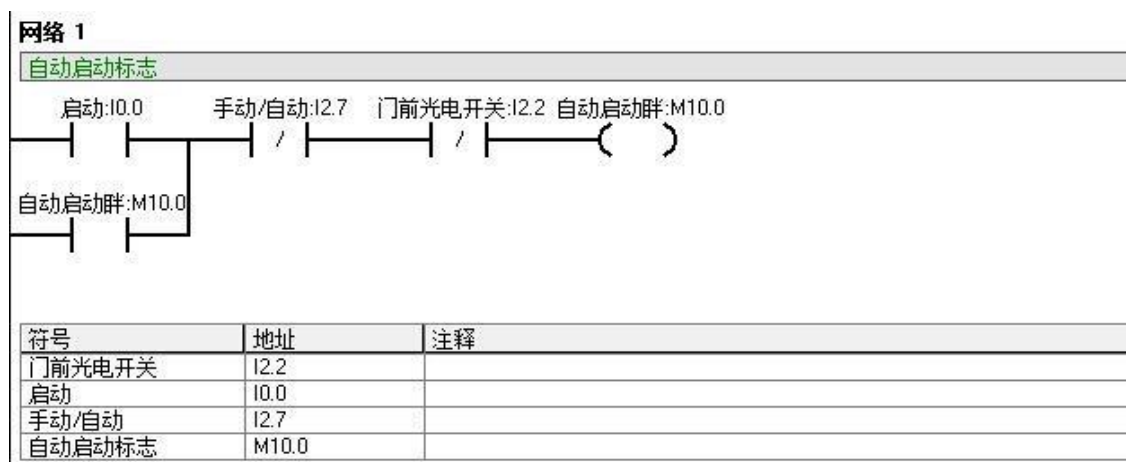 网络 1
自动启动标志
启动:I0.0 手动/自动:I2.7 门前光电开关:I2.2 自动启动畔:M10.0
自动启动畔:M10.0
符号 地址 注释
门前光电开关 I2.2
启动 I0.0
手动/自动 I2.7
自动启动标志 M10.0